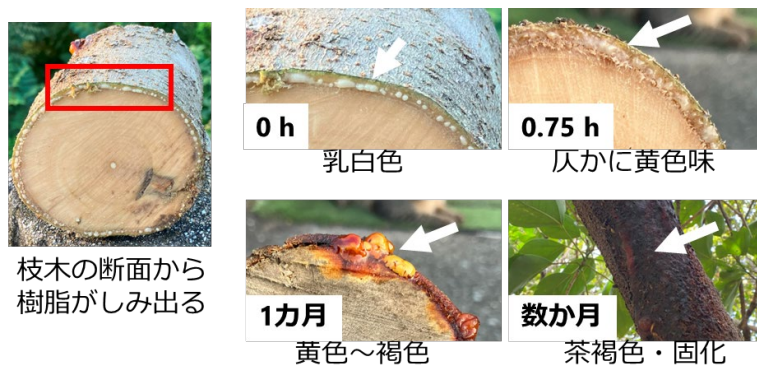 枝木の断面から
樹脂がしみ出る
0 h
乳白色
0.75 h
仄かに黄色味
1カ月
黄色～褐色
数か月
茶褐色・固化